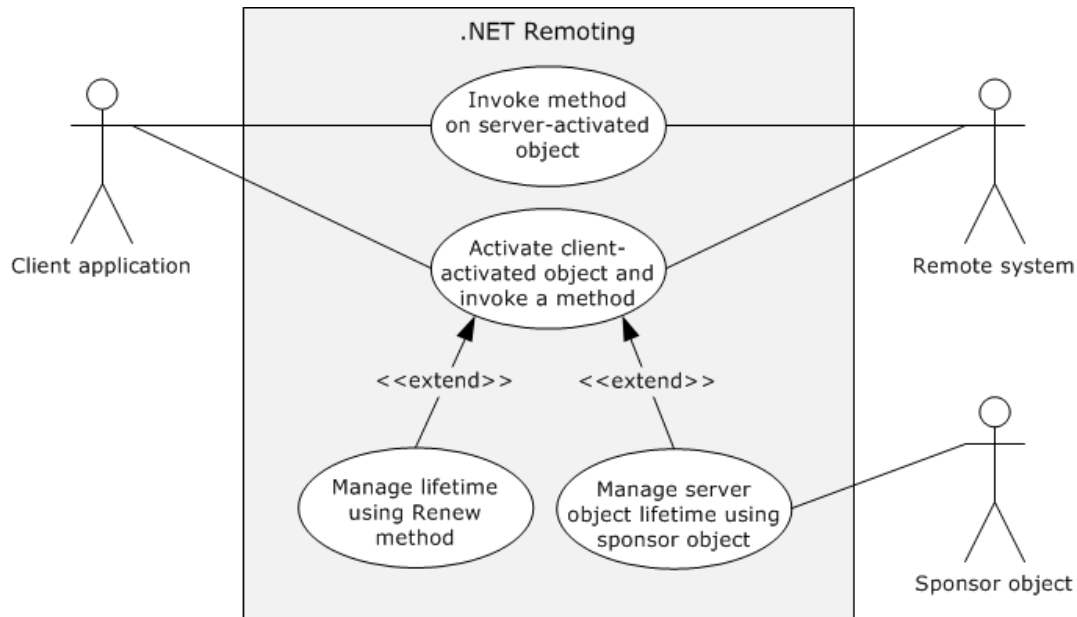 .NET Remoting
Invoke method
on server-activated
object
Client application
Activate client-
activated object and
invoke a method
Remote system
<<extend>>
<<extend>>
Manage lifetime
using Renew
method
Manage server
object lifetime using
sponsor object
Sponsor object